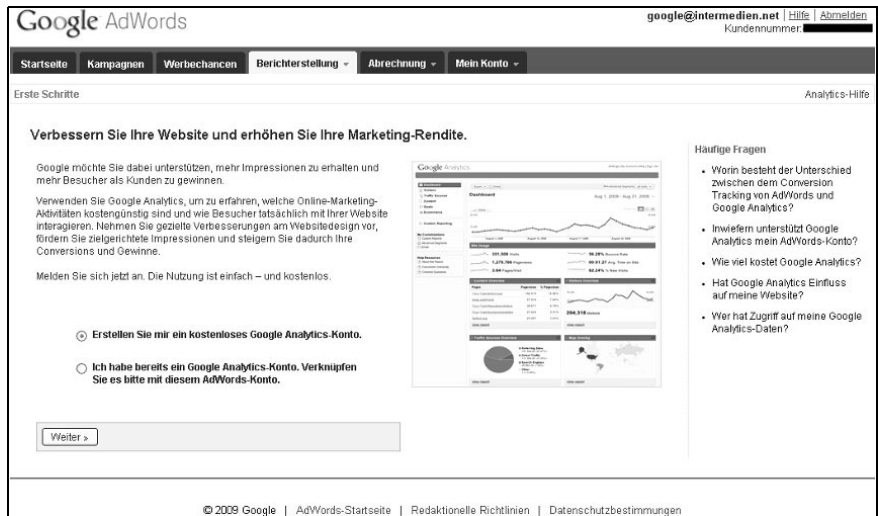 Google AdWords
google@intermedien.net | Hilfe | Abmelden
Kundennummer:
Startseite Kampagnen Werbechancen Berichterstellung Abrechnung Mein Konto
Erste Schritte
Analytics-Hilfe
Verbessern Sie Ihre Website und erhöhen Sie Ihre Marketing-Rendite.
Google möchte Sie dabei unterstützen, mehr Impressionen zu erhalten und
mehr Besucher als Kunden zu gewinnen.
Verwenden Sie Google Analytics, um zu erfahren, welche Online-Marketing-
Aktivitäten kostengünstig sind und wie Besucher tatsächlich mit Ihrer Website
interagieren. Nehmen Sie gezielte Verbesserungen am Websitedesign vor,
fördern Sie zielgerichtete Impressionen und steigern Sie dadurch Ihre
Conversions und Gewinne.
Melden Sie sich jetzt an. Die Nutzung ist einfach – und kostenlos.
Erstellen Sie mir ein kostenloses Google Analytics-Konto.
Ich habe bereits ein Google Analytics-Konto. Verknüpfen
Sie es bitte mit diesem AdWords-Konto.
Weiter »
Google Analytics
Dashboard
Häufige Fragen
• Worin besteht der Unterschied
zwischen dem Conversion
Tracking von AdWords und
Google Analytics?
• Inwiefern unterstützt Google
Analytics mein AdWords-Konto?
• Wie viel kostet Google Analytics?
• Hat Google Analytics Einfluss
auf meine Website?
• Wer hat Zugriff auf meine Google
Analytics-Daten?
© 2009 Google | AdWords-Startseite | Redaktionelle Richtlinien | Datenschutzbestimmungen